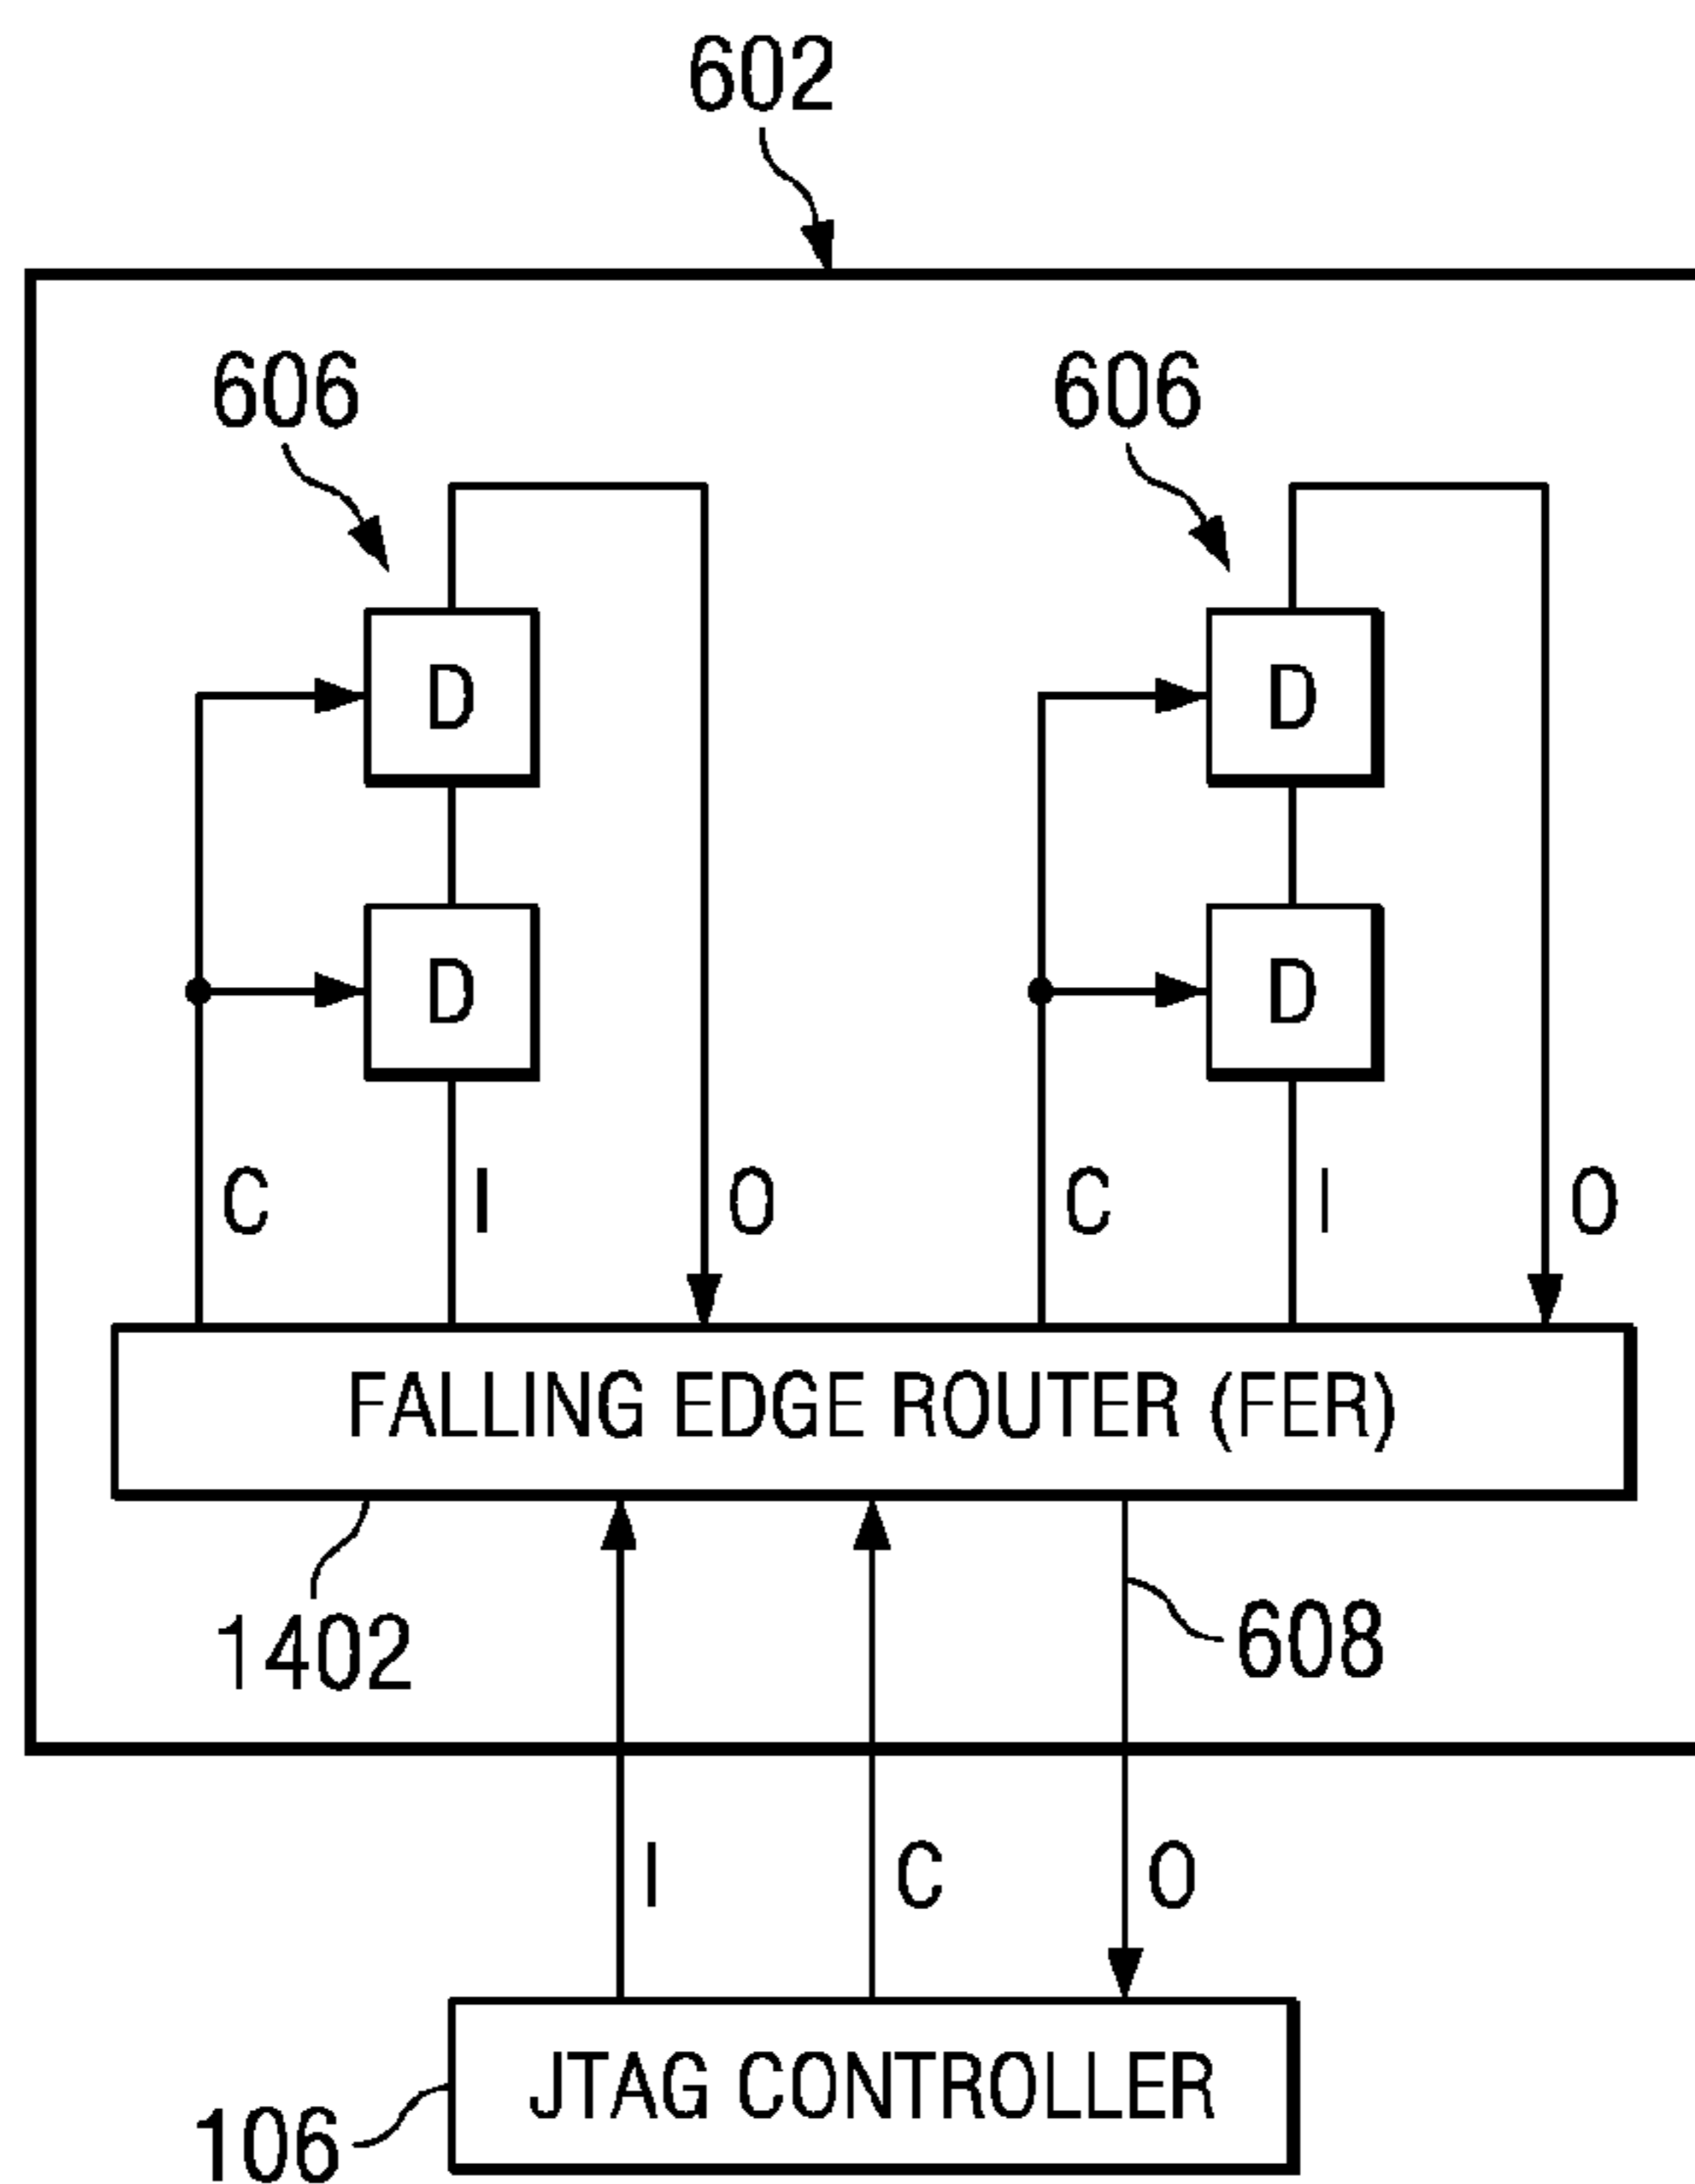 602
606 606
D D
D D
C I O C I O
FALLING EDGE ROUTER (FER)
1402 608
I C O
JTAG CONTROLLER
106